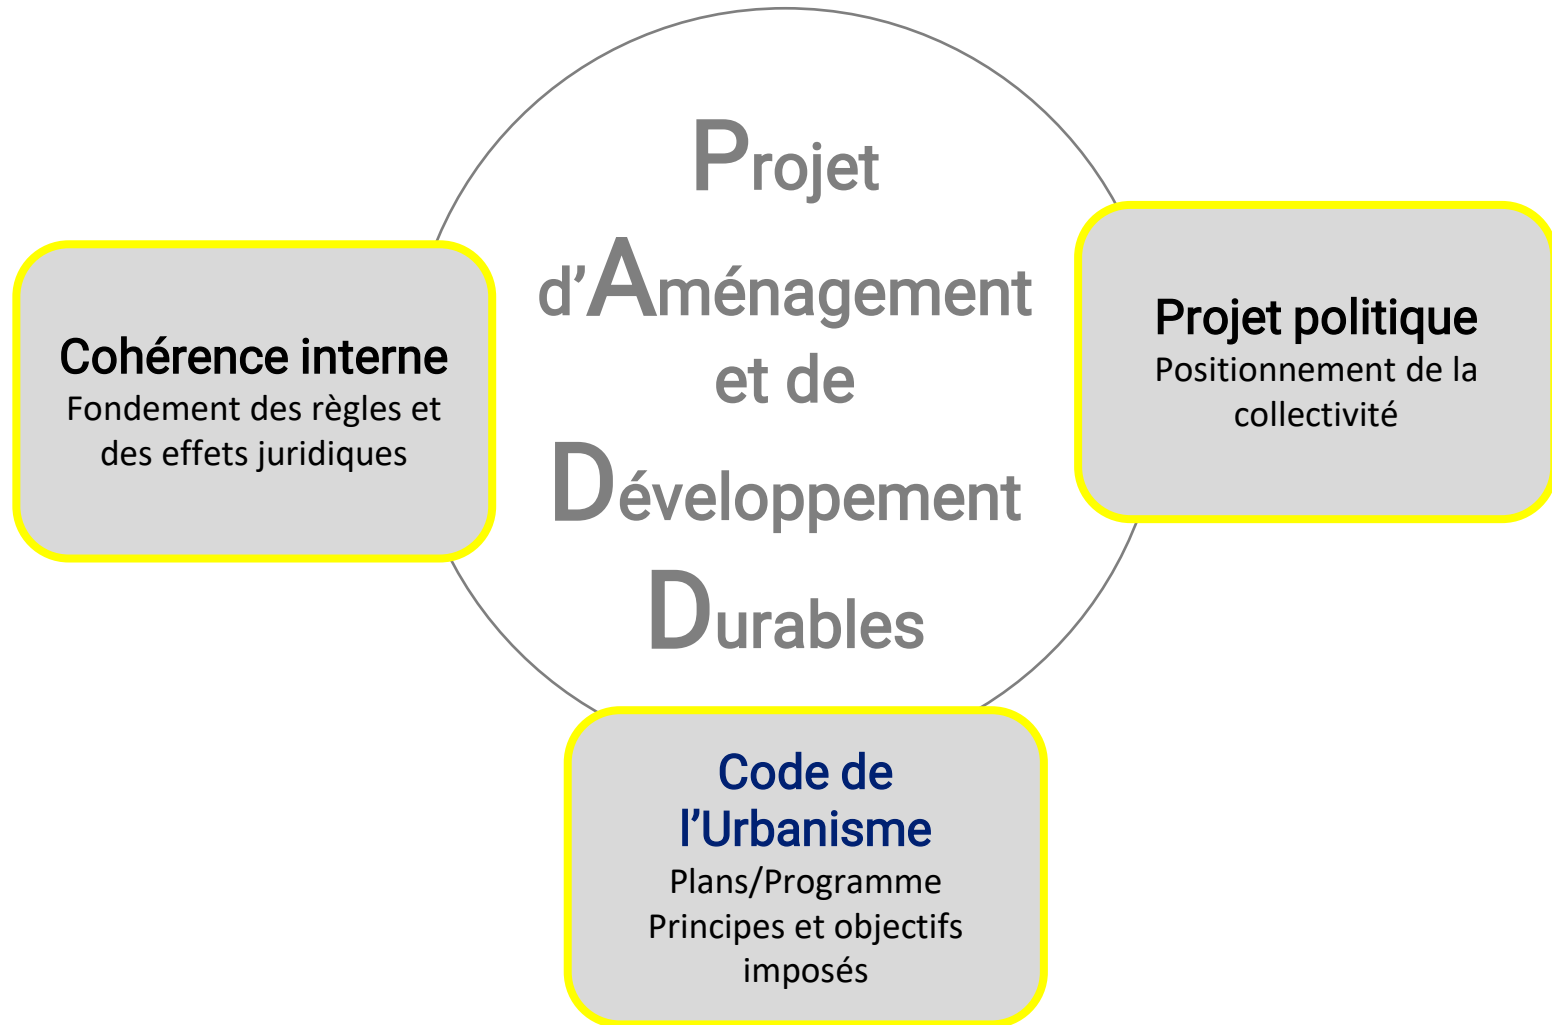 Projet
d’Aménagement
et de
Développement
Durables
Cohérence interne
Fondement des règles et
des effets juridiques
Projet politique
Positionnement de la
collectivité
Code de
l’Urbanisme
Plans/Programme
Principes et objectifs
imposés